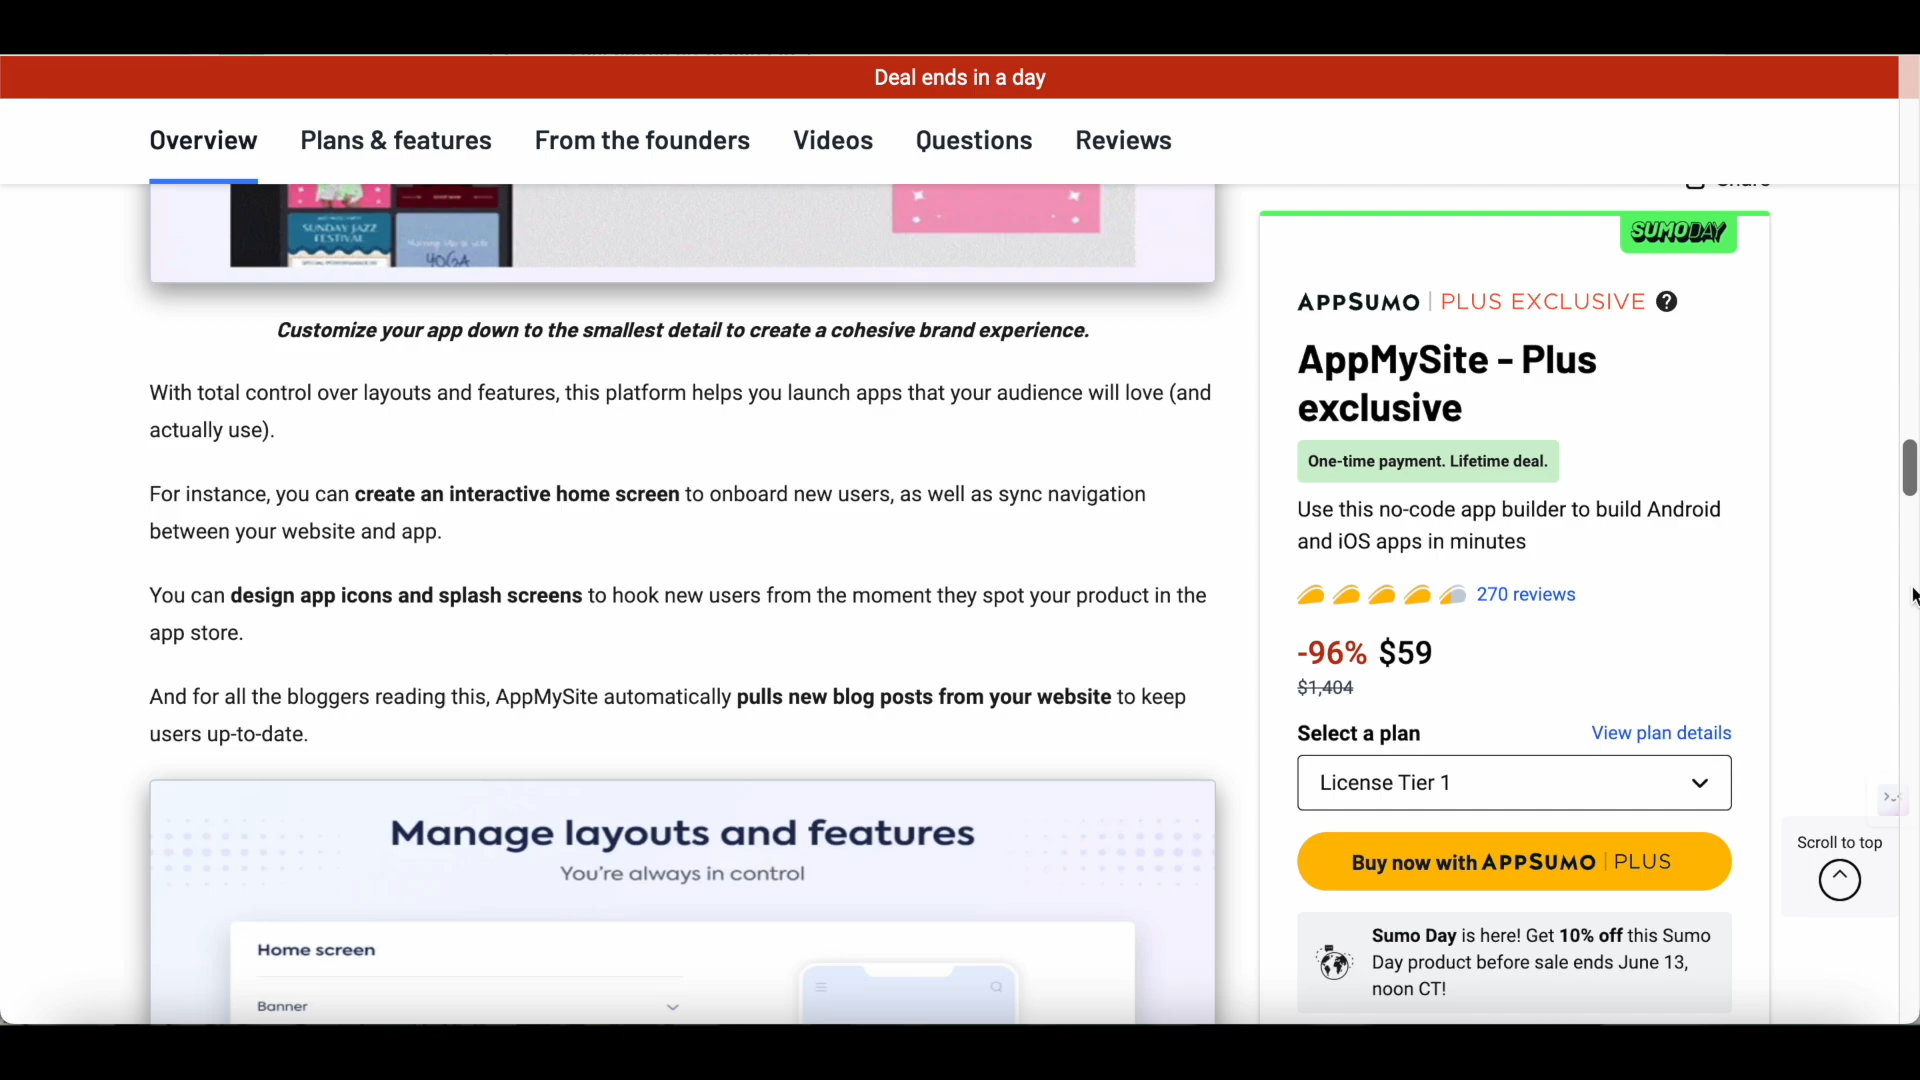 Deal ends in a day
Overview
Plans & features
From the founders
Videos
Questions
Reviews
SUNDAY JAZZ
FESTIVAL
YOGA
Customize your app down to the smallest detail to create a cohesive brand experience.
With total control over layouts and features, this platform helps you launch apps that your audience will love (and
actually use).
For instance, you can create an interactive home screen to onboard new users, as well as sync navigation
between your website and app.
You can design app icons and splash screens to hook new users from the moment they spot your product in the
app store.
And for all the bloggers reading this, AppMySite automatically pulls new blog posts from your website to keep
users up-to-date.
Manage layouts and features
You're always in control
Home screen
Banner
SUMODAY
APPSUMO | PLUS EXCLUSIVE ?
AppMySite - Plus
exclusive
One-time payment. Lifetime deal.
Use this no-code app builder to build Android
and iOS apps in minutes
270 reviews
-96% $59
$1,404
Select a plan
View plan details
License Tier 1
Buy now with APPSUMO | PLUS
Sumo Day is here! Get 10% off this Sumo
Day product before sale ends June 13,
noon CT!
Scroll to top